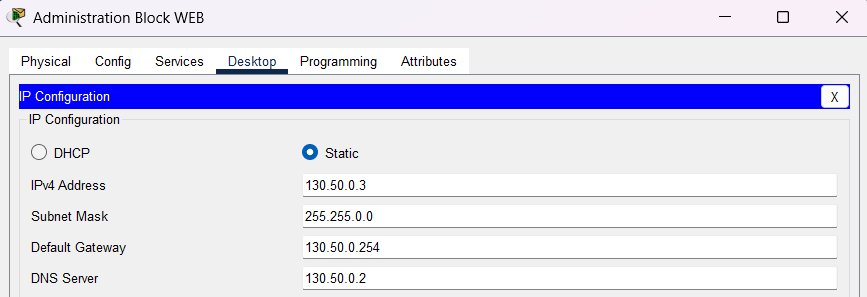 Administration Block WEB
Physical Config Services Desktop Programming Attributes
IP Configuration X
IP Configuration
DHCP Static
IPv4 Address 130.50.0.3
Subnet Mask 255.255.0.0
Default Gateway 130.50.0.254
DNS Server 130.50.0.2